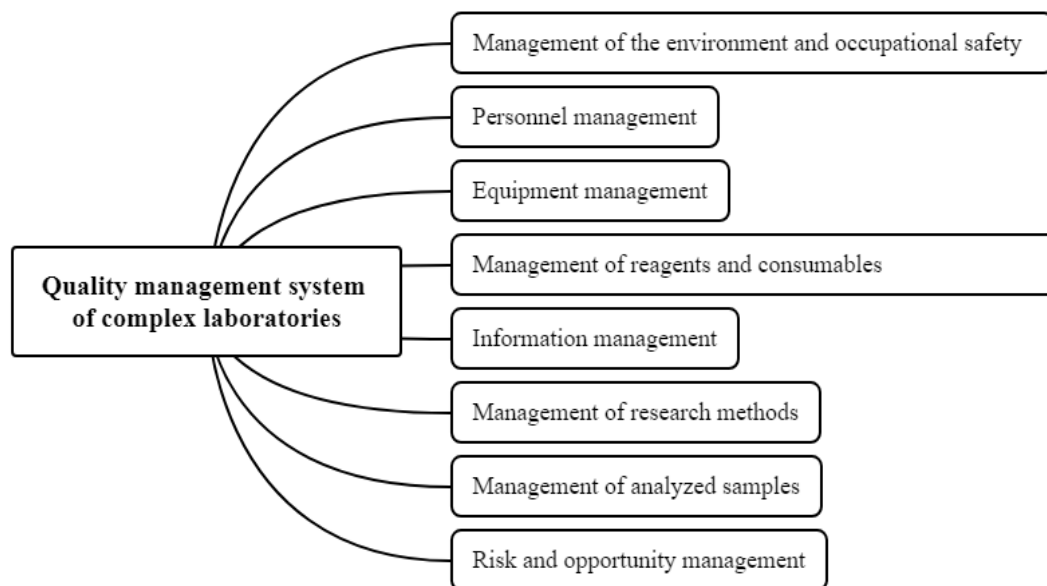 Management of the environment and occupational safety
Personnel management
Equipment management
Management of reagents and consumables
Quality management system
of complex laboratories
Information management
Management of research methods
Management of analyzed samples
Risk and opportunity management